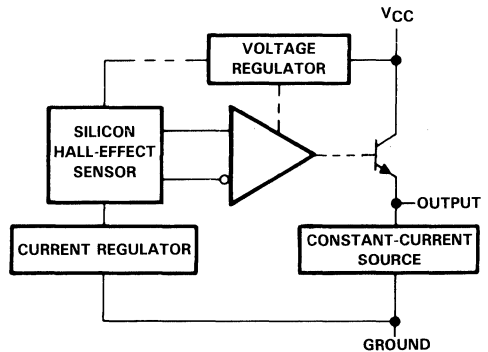 VCC
VOLTAGE
REGULATOR
SILICON
HALL-EFFECT
SENSOR
OUTPUT
CURRENT REGULATOR
CONSTANT-CURRENT
SOURCE
GROUND